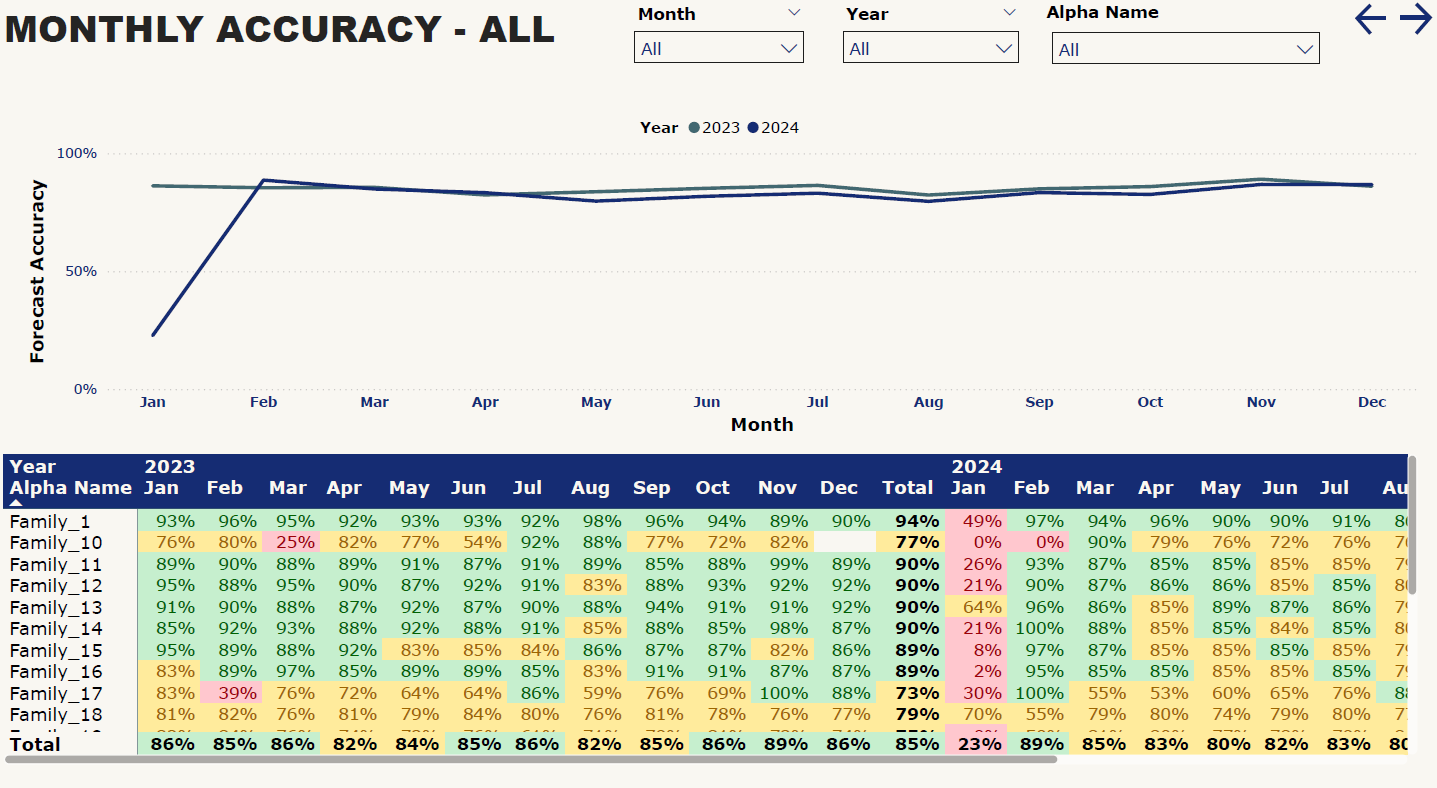 MONTHLY ACCURACY - ALL
Month Year Alpha Name
All All All
Year 2023 2024
100%
50%
0%
Forecast Accuracy
Jan Feb Mar Apr May Jun Jul Aug Sep Oct Nov Dec
Month
Year 2023 2024
Alpha Name Jan Feb Mar Apr May Jun Jul Aug Sep Oct Nov Dec Total Jan Feb Mar Apr May Jun Jul Au
Family_1 93% 96% 95% 92% 93% 93% 92% 98% 96% 94% 89% 90% 94% 49% 97% 94% 96% 90% 90% 91%
Family_10 76% 80% 25% 82% 77% 54% 92% 88% 77% 72% 82% 77% 0% 0% 90% 79% 76% 72% 76%
Family_11 89% 90% 88% 89% 91% 87% 91% 89% 85% 88% 99% 89% 90% 26% 93% 87% 85% 85% 85% 85%
Family_12 95% 88% 95% 90% 87% 92% 91% 83% 88% 93% 92% 92% 90% 21% 90% 87% 86% 86% 85% 85%
Family_13 91% 90% 88% 87% 92% 87% 90% 88% 94% 91% 91% 92% 90% 64% 96% 86% 85% 89% 87% 86%
Family_14 85% 92% 93% 88% 92% 88% 91% 85% 88% 85% 98% 87% 90% 21% 100% 88% 85% 85% 84% 85%
Family_15 95% 89% 88% 92% 83% 85% 84% 86% 87% 87% 82% 86% 89% 8% 97% 87% 85% 85% 85% 85%
Family_16 83% 89% 97% 85% 89% 89% 85% 83% 91% 91% 87% 87% 89% 2% 95% 85% 85% 85% 85% 85%
Family_17 83% 39% 76% 72% 64% 64% 86% 59% 76% 69% 100% 88% 73% 30% 100% 55% 53% 60% 65% 76%
Family_18 81% 82% 76% 81% 79% 84% 80% 76% 81% 78% 76% 77% 79% 70% 55% 79% 80% 74% 79% 80%
Total 86% 85% 86% 82% 84% 85% 86% 82% 85% 86% 89% 86% 85% 23% 89% 85% 83% 80% 82% 83% 80